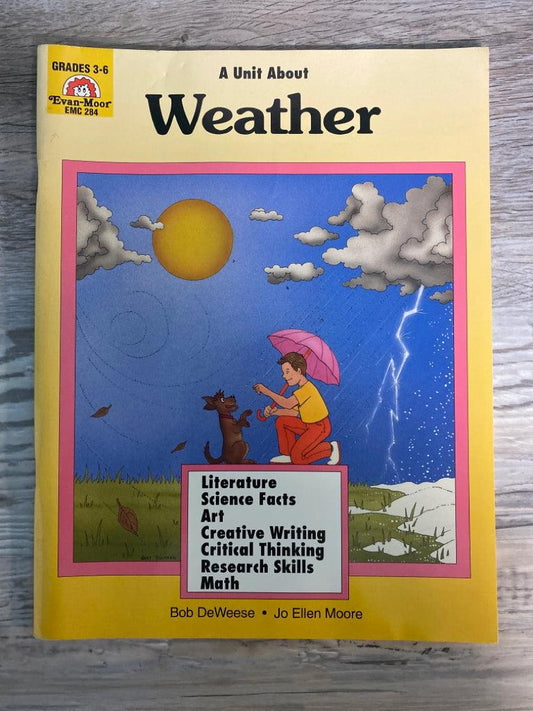 GRADES 3-6
Evan-Moor
EMC 284
A Unit About
Weather
Literature
Science Facts
Art
Creative Writing
Critical Thinking
Research Skills
Math
Bob DeWeese • Jo Ellen Moore